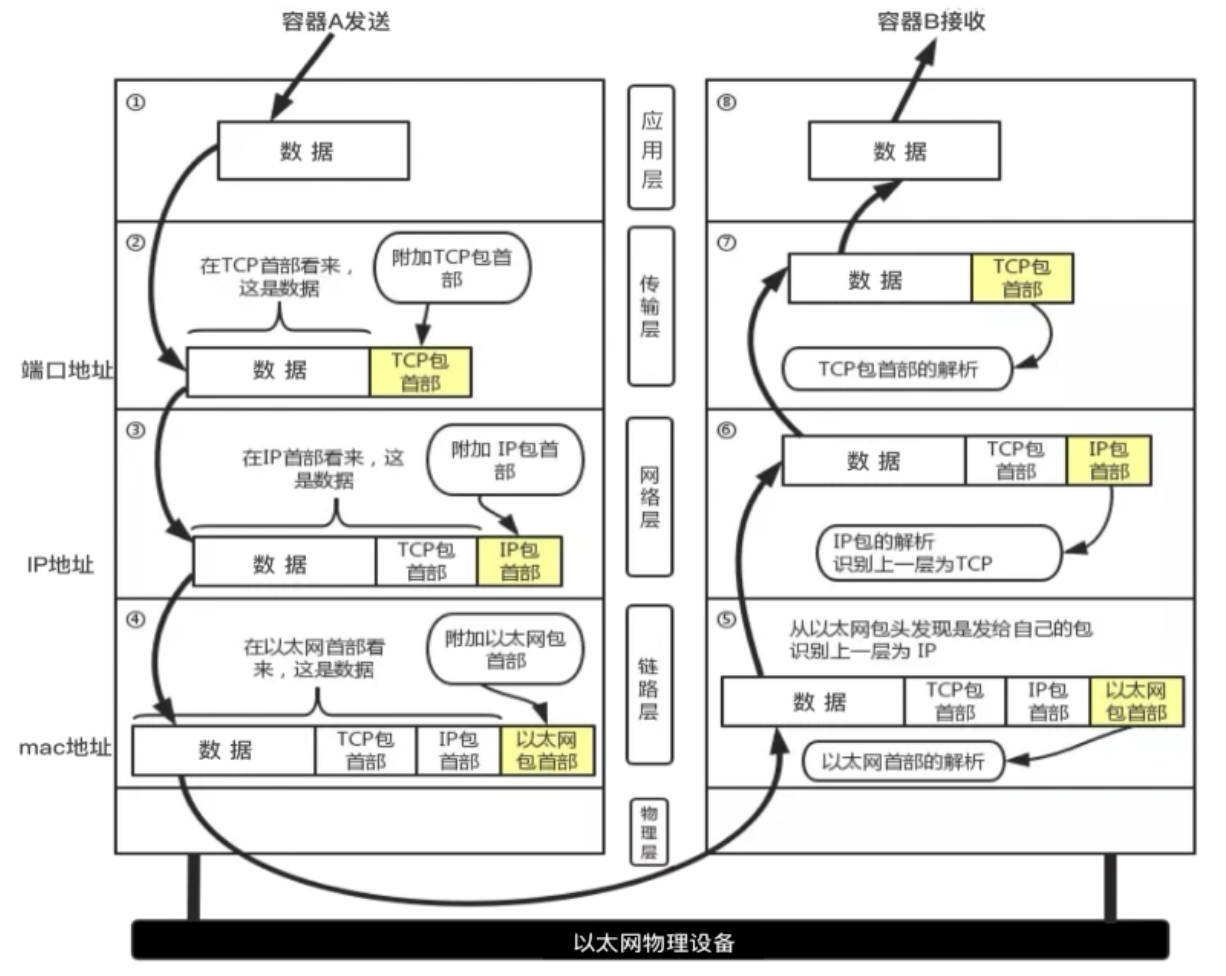 容器A发送
容器B接收
①
数 据
应
用
层
⑧
数 据
②
在TCP首部看来，
这是数据
附加TCP包首
部
端口地址
数 据
TCP包
首部
传
输
层
⑦
数 据
TCP包
首部
TCP包首部的解析
③
在IP首部看来，这
是数据
附加 IP包首
部
IP地址
数 据
TCP包
首部
IP包
首部
网
络
层
⑥
数 据
TCP包
首部
IP包
首部
IP包的解析
识别上一层为TCP
④
在以太网首部看
来，这是数据
附加以太网包
首部
mac地址
数 据
TCP包
首部
IP包
首部
以太网
包首部
链
路
层
⑤
从以太网包头发现是发给自己的包
识别上一层为 IP
数 据
TCP包
首部
IP包
首部
以太网
包首部
以太网首部的解析
物
理
层
以太网物理设备